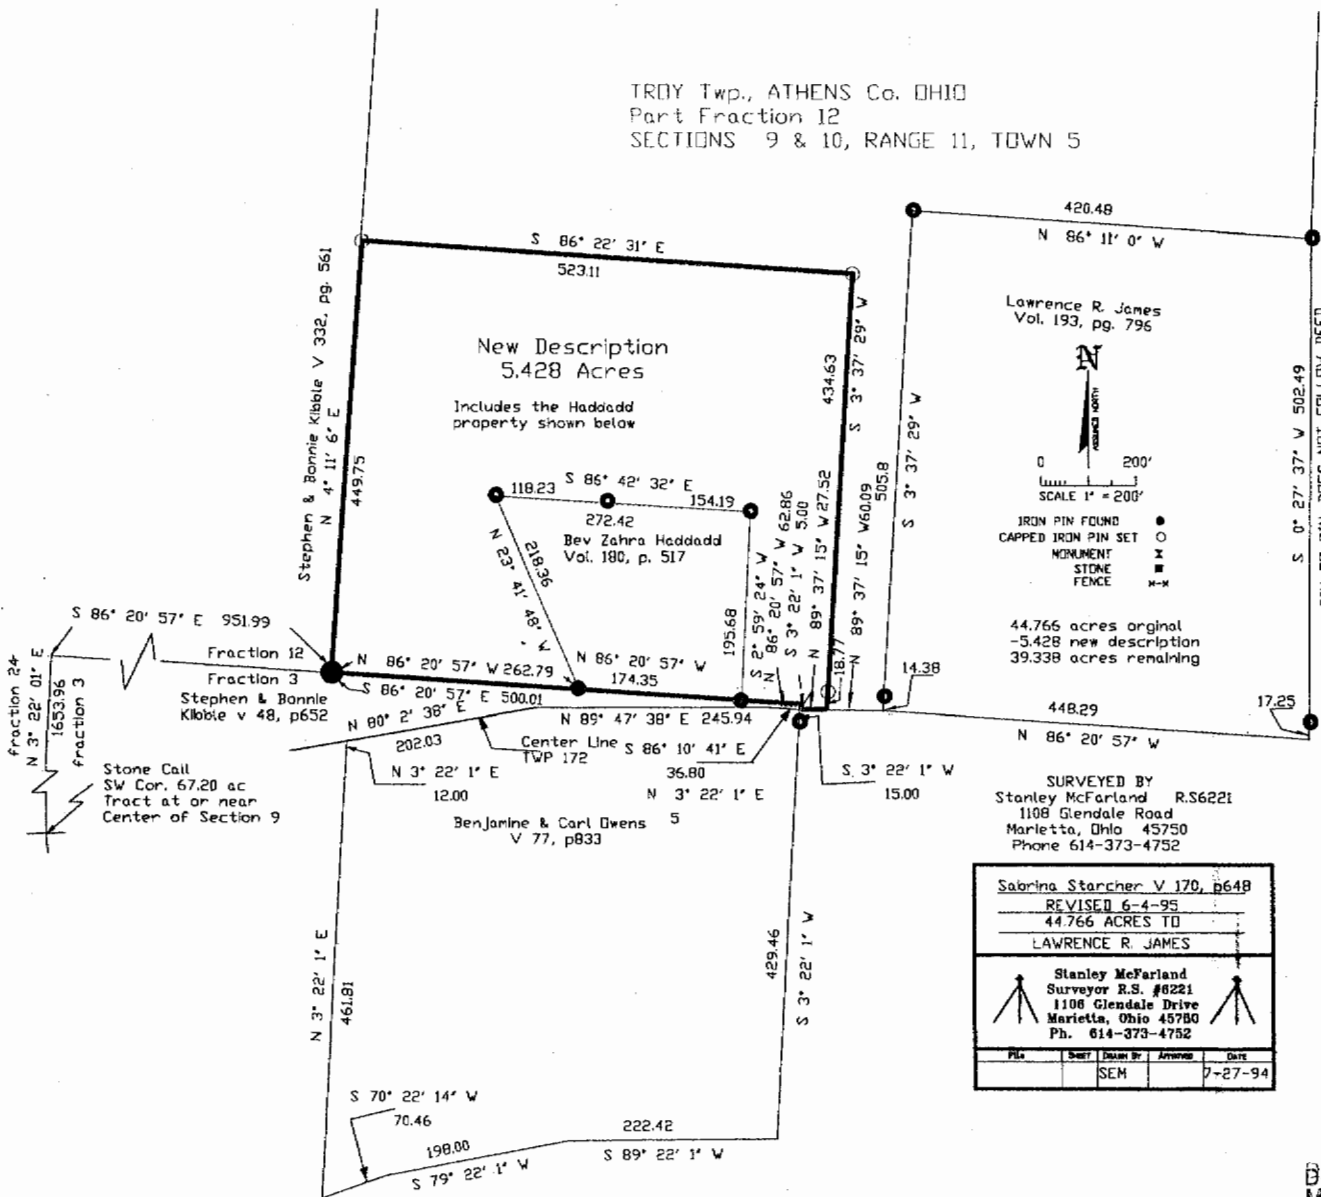 TROY Twp., ATHENS Co. OHIO
Part Fraction 12
SECTIONS 9 & 10, RANGE 11, TOWN 5
420.48
N 86° 11' 0" W
S 86° 22' 31" E
523.11
Stephen & Bonnie Kibble V 332, pg. 561
N 4° 11' 6" E
449.75
New Description
5.428 Acres
Includes the Haddadd
property shown below
434.63
S 3° 37' 29" W
Lawrence R. James
Vol. 193, pg. 796
N
ASSUMED NORTH
0 200'
SCALE 1" = 200'
505.8
S 3° 37' 29" W
S 0° 27' 37" W 502.49
IRON PIN FOUND
CAPPED IRON PIN SET
MONUMENT
STONE
FENCE
118.23
S 86° 42' 32" E
154.19
272.42
Bev Zahra Haddadd
Vol. 180, p. 517
218.36
N 23° 41' 48" W
195.68
S 2° 59' 24" W
N 86° 20' 57" W 62.86
S 3° 22' 1" W 5.00
N 89° 37' 15" W 27.52
18.77
N 89° 37' 15" W 60.09
44.766 acres orginal
-5.428 new description
39.338 acres remaining
S 86° 20' 57" E 951.99
Fraction 12
Fraction 3
N 86° 20' 57" W 262.79
N 86° 20' 57" W
174.35
S 86° 20' 57" E 500.01
14.38
17.25
448.29
N 86° 20' 57" W
fraction 24
N 3° 22' 01" E
1653.96
fraction 3
Stephen & Bonnie
Kibble v 48, p652
N 80° 2' 38" E
202.03
N 89° 47' 38" E 245.94
Center Line
TWP 172
S 86° 10' 41" E
36.80
N 3° 22' 1" E
12.00
N 3° 22' 1" E
5
S 3° 22' 1" W
15.00
Stone Call
SW Cor. 67.20 ac
Tract at or near
Center of Section 9
Benjamine & Carl Owens
V 77, p833
SURVEYED BY
Stanley McFarland R.S6221
1108 Glendale Road
Marietta, Ohio 45750
Phone 614-373-4752
N 3° 22' 1" E
461.81
429.46
S 3° 22' 1" W
Sabrina Starcher V 170, p648
REVISED 6-4-95
44.766 ACRES TO
LAWRENCE R. JAMES
Stanley McFarland
Surveyor R.S. #6221
1106 Glendale Drive
Marietta, Ohio 45750
Ph. 614-373-4752
File SHEET DRAWN BY APPROVED DATE
SEM 7-27-94
S 70° 22' 14" W
70.46
198.00
S 79° 22' 1" W
222.42
S 89° 22' 1" W